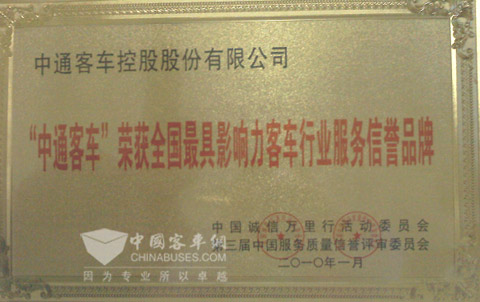 中通客车控股股份有限公司
“中通客车”荣获全国最具影响力客车行业服务信誉品牌
中国诚信万里行活动委员会
第三届中国服务质量信誉评审委员会
二〇一〇年一月
中國客車網
CHINABUSES.COM
因为专业所以卓越